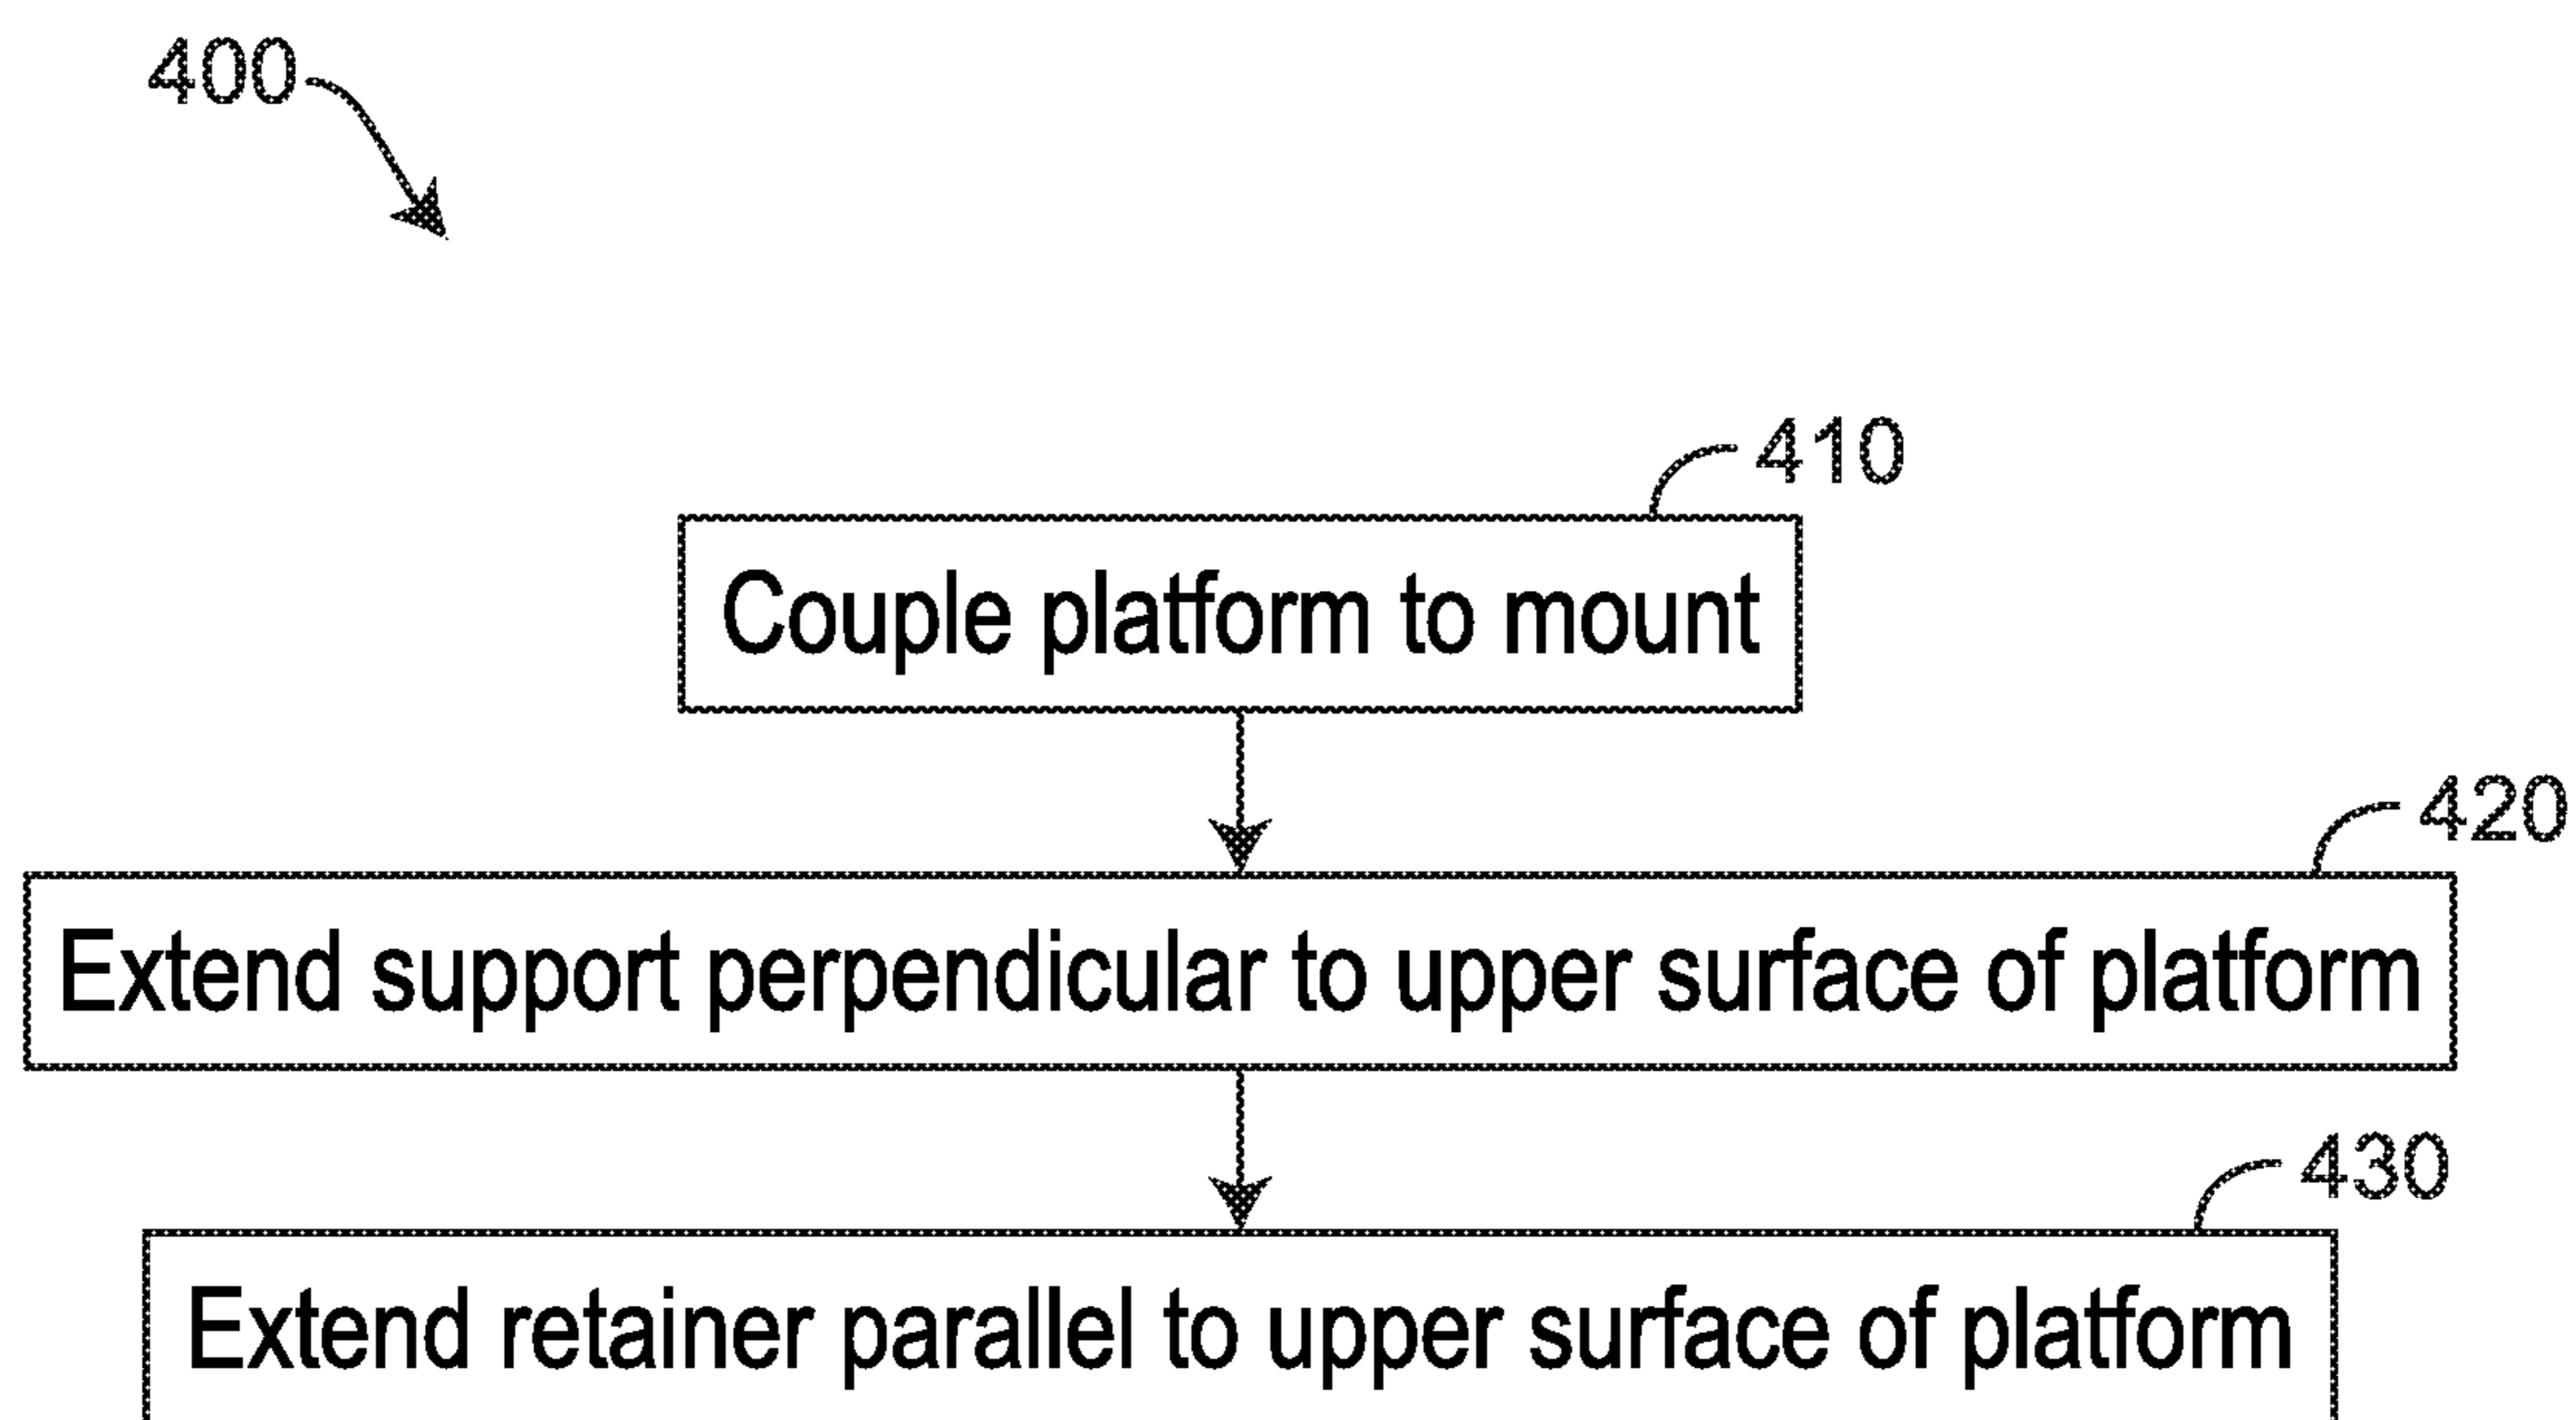 400
410
Couple platform to mount
420
Extend support perpendicular to upper surface of platform
430
Extend retainer parallel to upper surface of platform